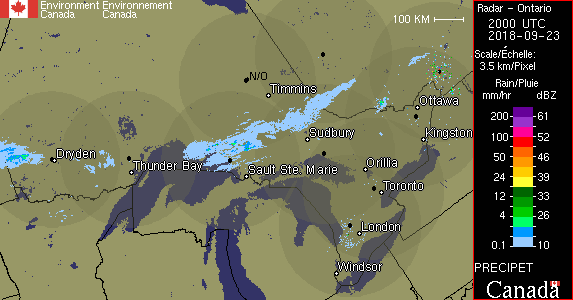 Environment Environnement
Canada Canada
100 KM
N/O
Timmins
Ottawa
Sudbury
Kingston
Dryden
Thunder Bay
Sault Ste. Marie
Orillia
Toronto
London
Windsor
Radar - Ontario
2000 UTC
2018-09-23
Scale/Échelle:
3.5 km/Pixel
Rain/Pluie
mm/hr dBZ
200 61
100 52
50 46
24 39
12 33
4 26
0.1 10
PRECIPET
Canada